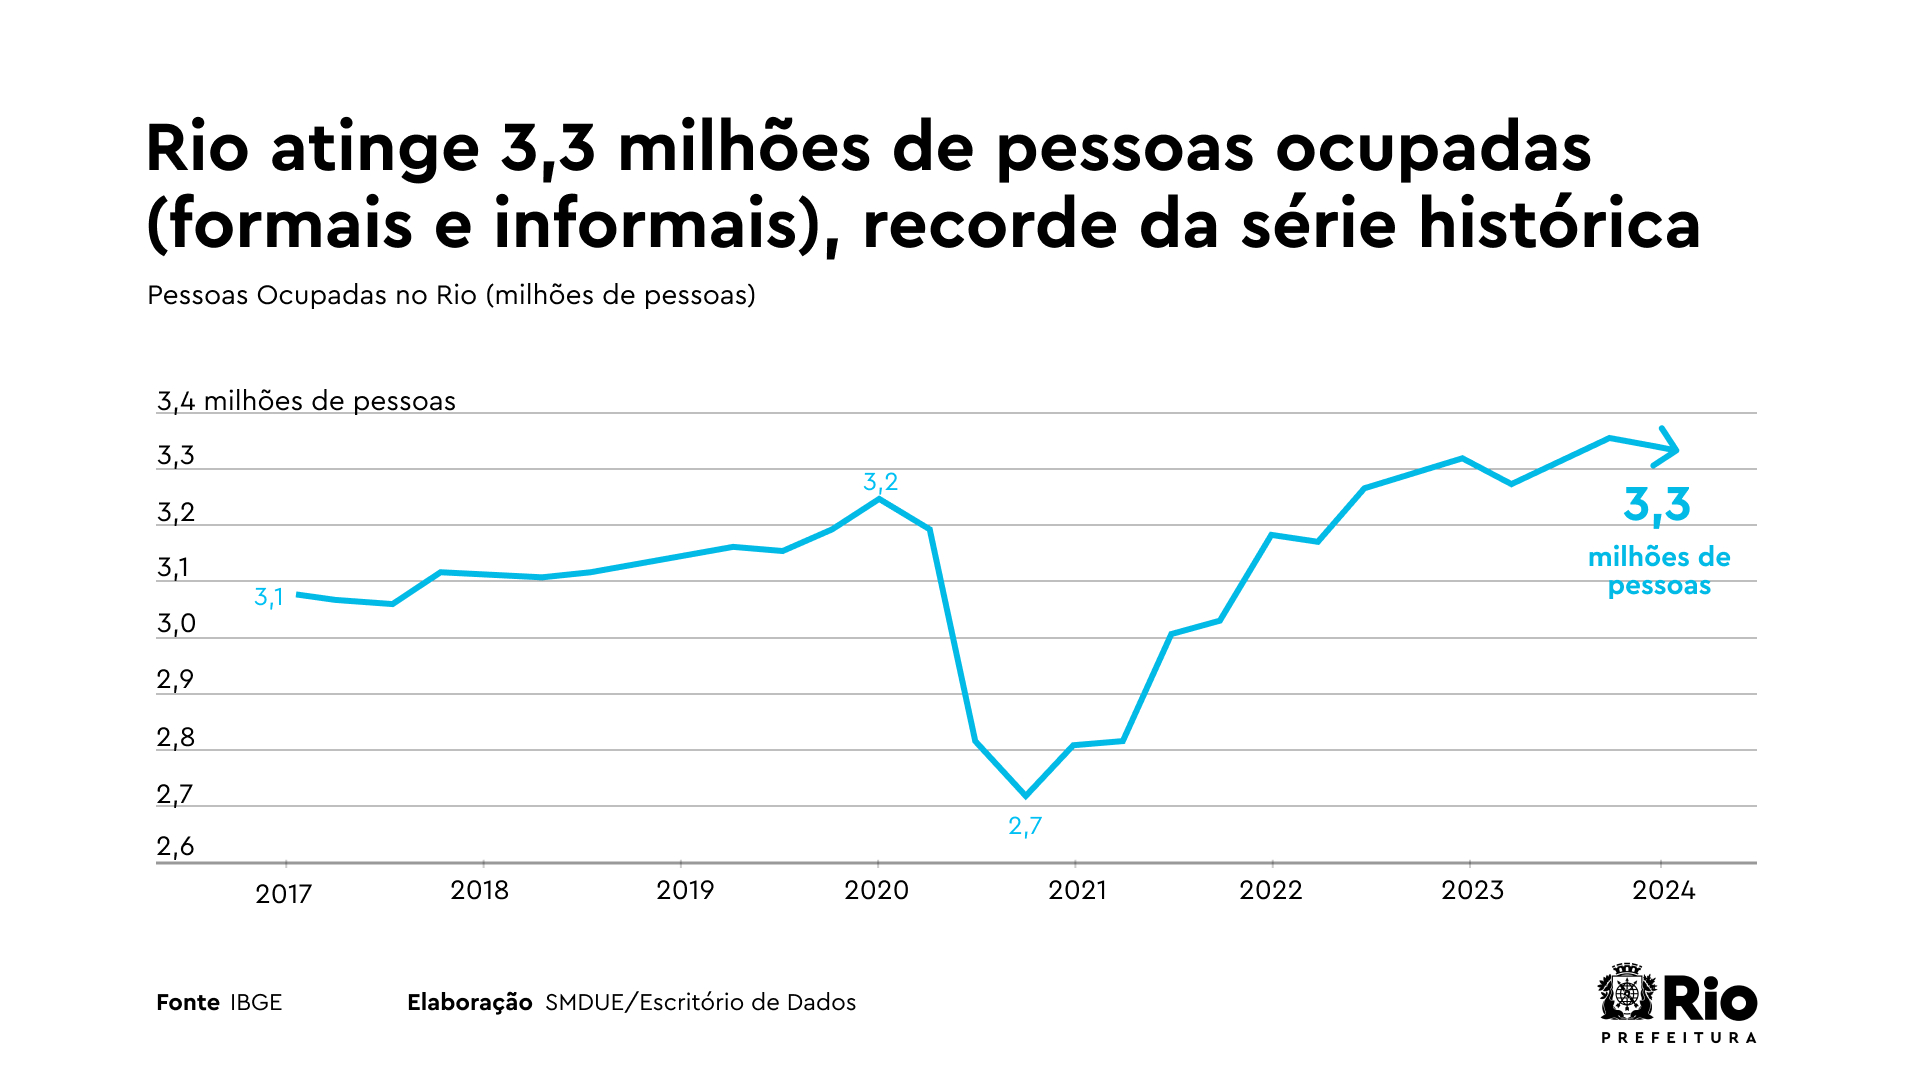 Rio atinge 3,3 milhões de pessoas ocupadas
(formais e informais), recorde da série histórica
Pessoas Ocupadas no Rio (milhões de pessoas)
3,4 milhões de pessoas
3,3
3,2
3,1
3,0
2,9
2,8
2,7
2,6
3,1
3,2
2,7
3,3
milhões de
pessoas
2017
2018
2019
2020
2021
2022
2023
2024
Fonte IBGE
Elaboração SMDUE/Escritório de Dados
Rio
PREFEITURA